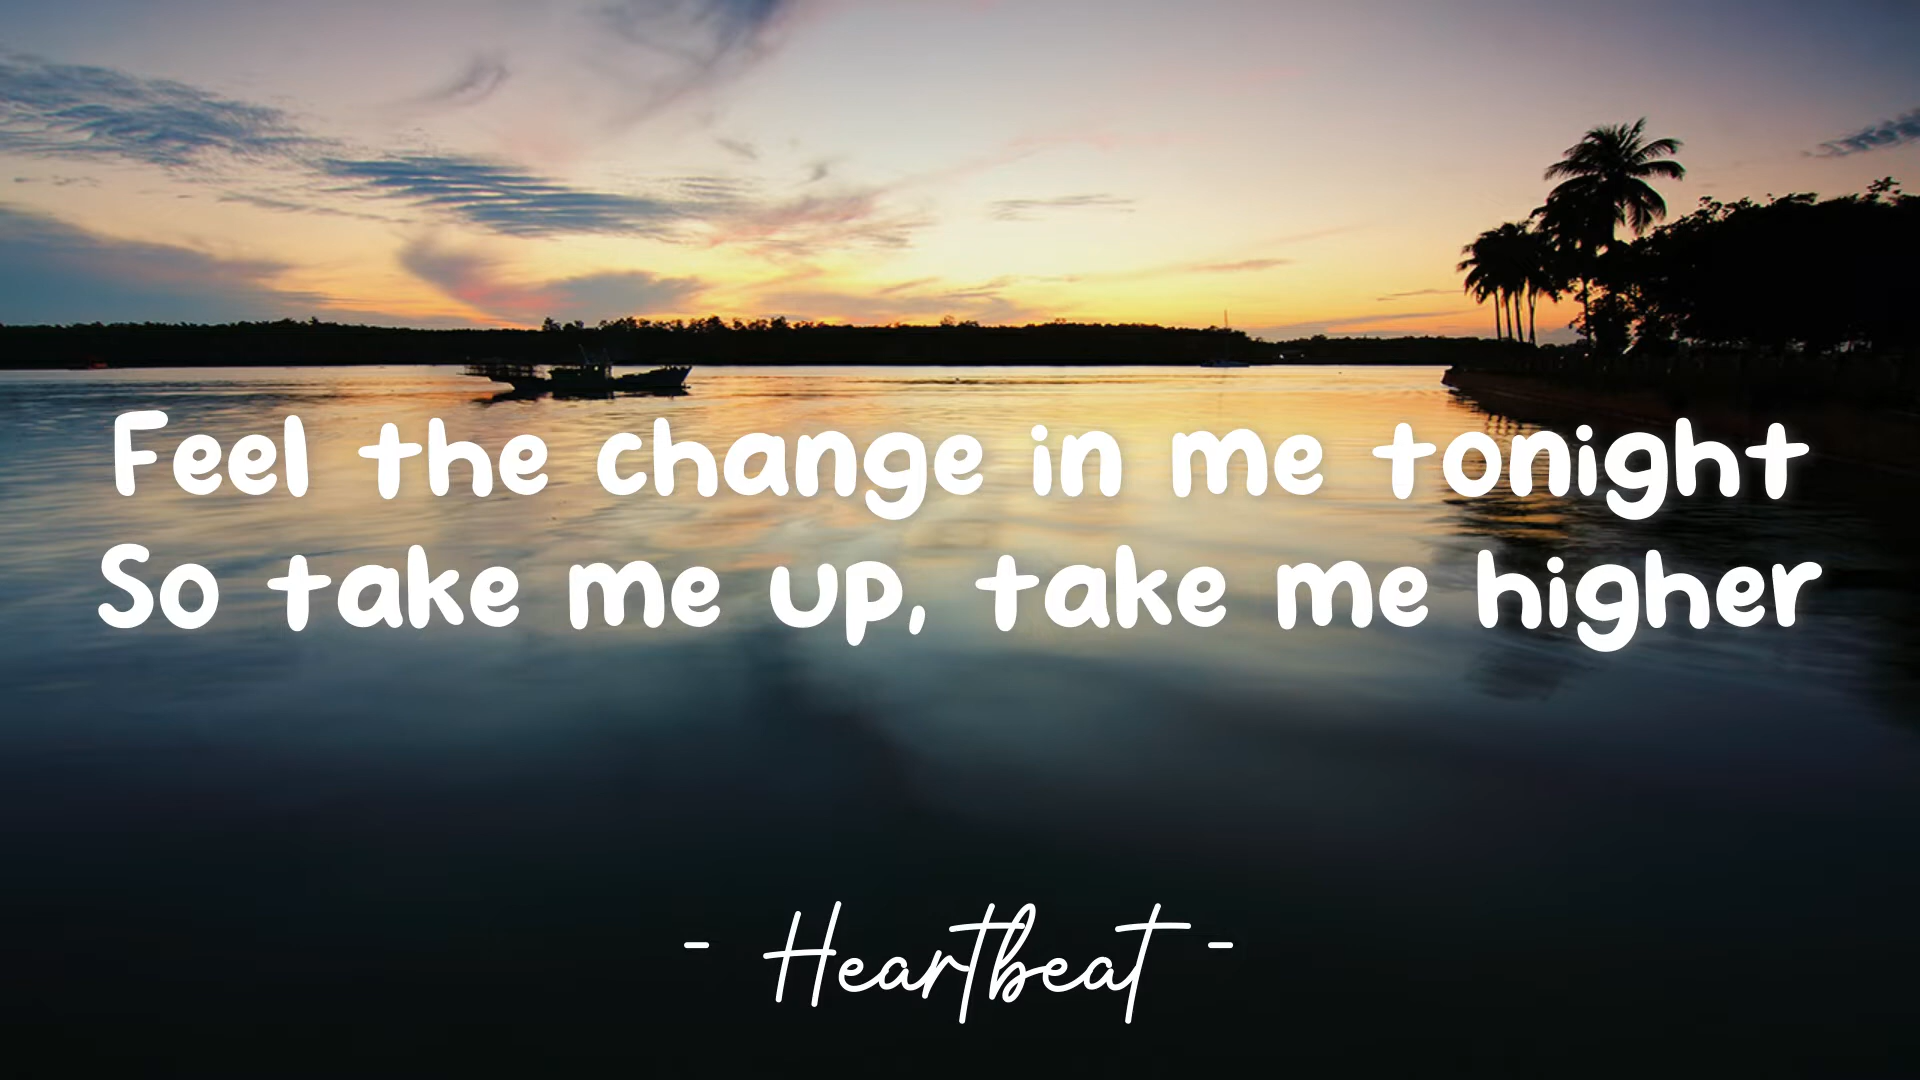 Feel the change in me tonight
So take me up, take me higher
- Heartbeat -